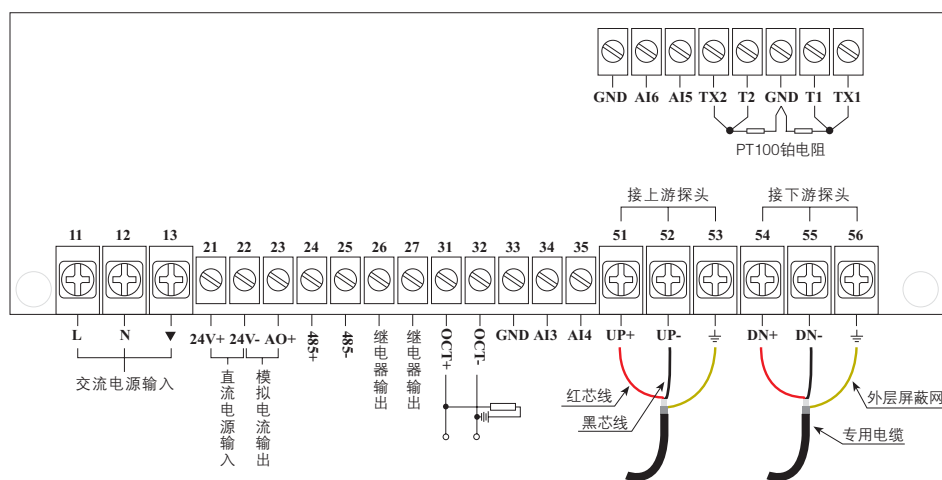 GND AI6 AI5 TX2 T2 GND T1 TX1
PT100铂电阻
接上游探头 接下游探头
11 12 13 21 22 23 24 25 26 27 31 32 33 34 35 51 52 53 54 55 56
L N ▼ 24V+ 24V- AO+ 485+ 485- 继电器输出 继电器输出 OCT+ OCT- GND AI3 AI4 UP+ UP- DN+ DN-
交流电源输入
直流电源输入
模拟电流输出
红芯线
黑芯线
外层屏蔽网
专用电缆